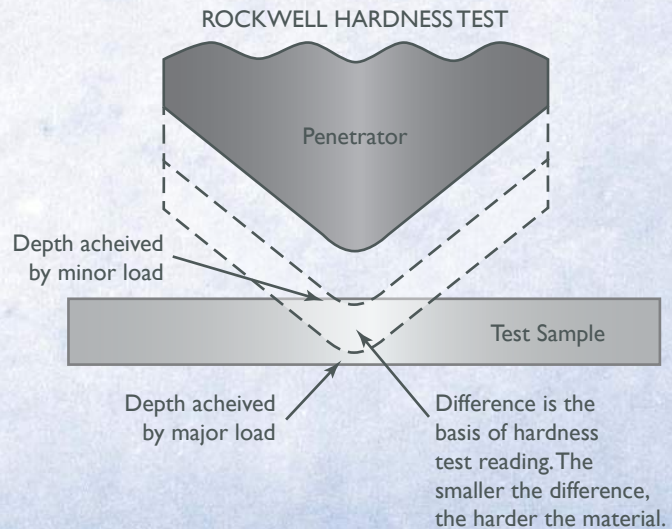 ROCKWELL HARDNESS TEST
Penetrator
Depth acheived
by minor load
Test Sample
Depth acheived
by major load
Difference is the
basis of hardness
test reading. The
smaller the difference,
the harder the material.